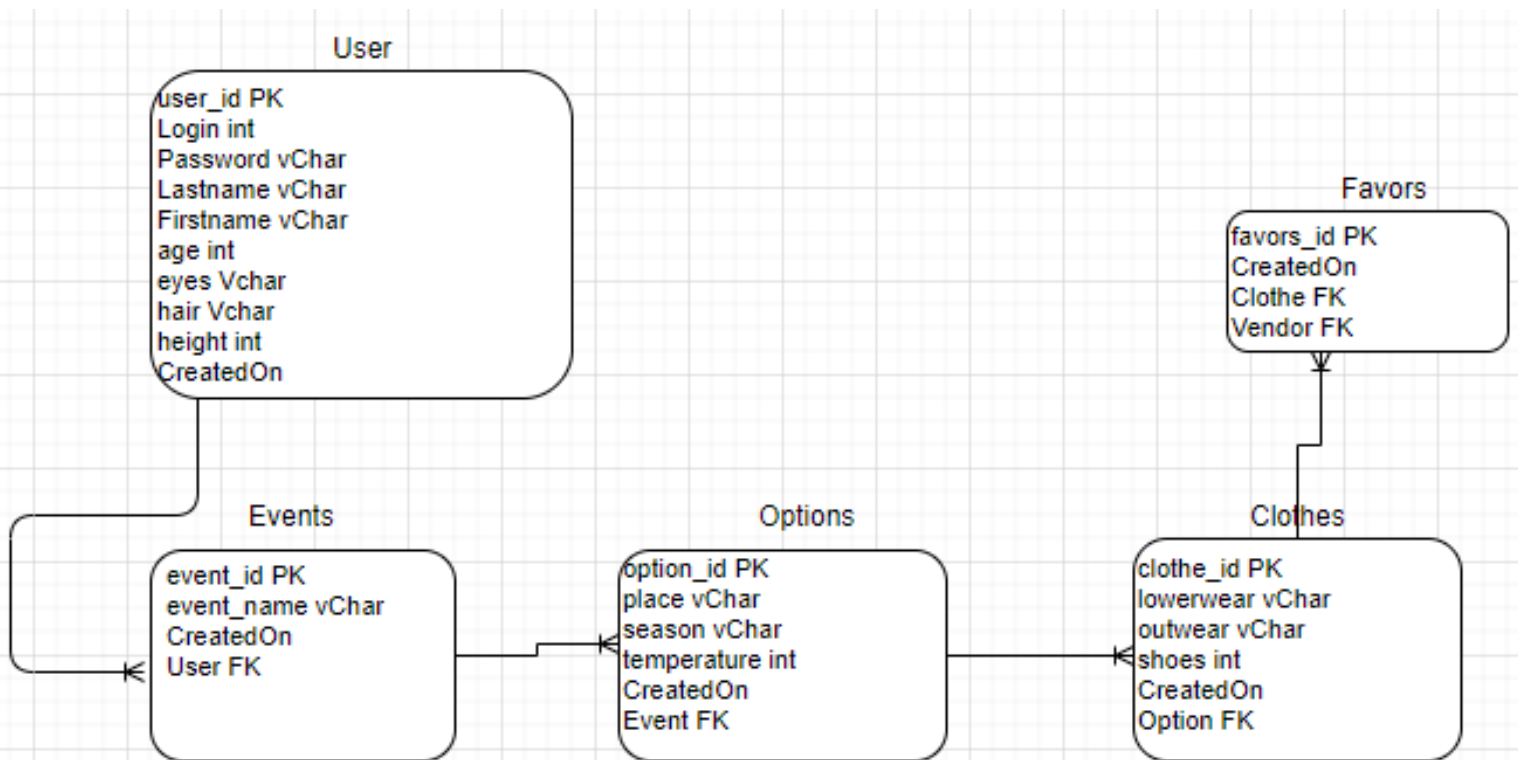 User
user_id PK
Login int
Password vChar
Lastname vChar
Firstname vChar
age int
eyes Vchar
hair Vchar
height int
CreatedOn
Favors
favors_id PK
CreatedOn
Clothe FK
Vendor FK
Events
event_id PK
event_name vChar
CreatedOn
User FK
Options
option_id PK
place vChar
season vChar
temperature int
CreatedOn
Event FK
Clothes
clothe_id PK
lowerwear vChar
outwear vChar
shoes int
CreatedOn
Option FK